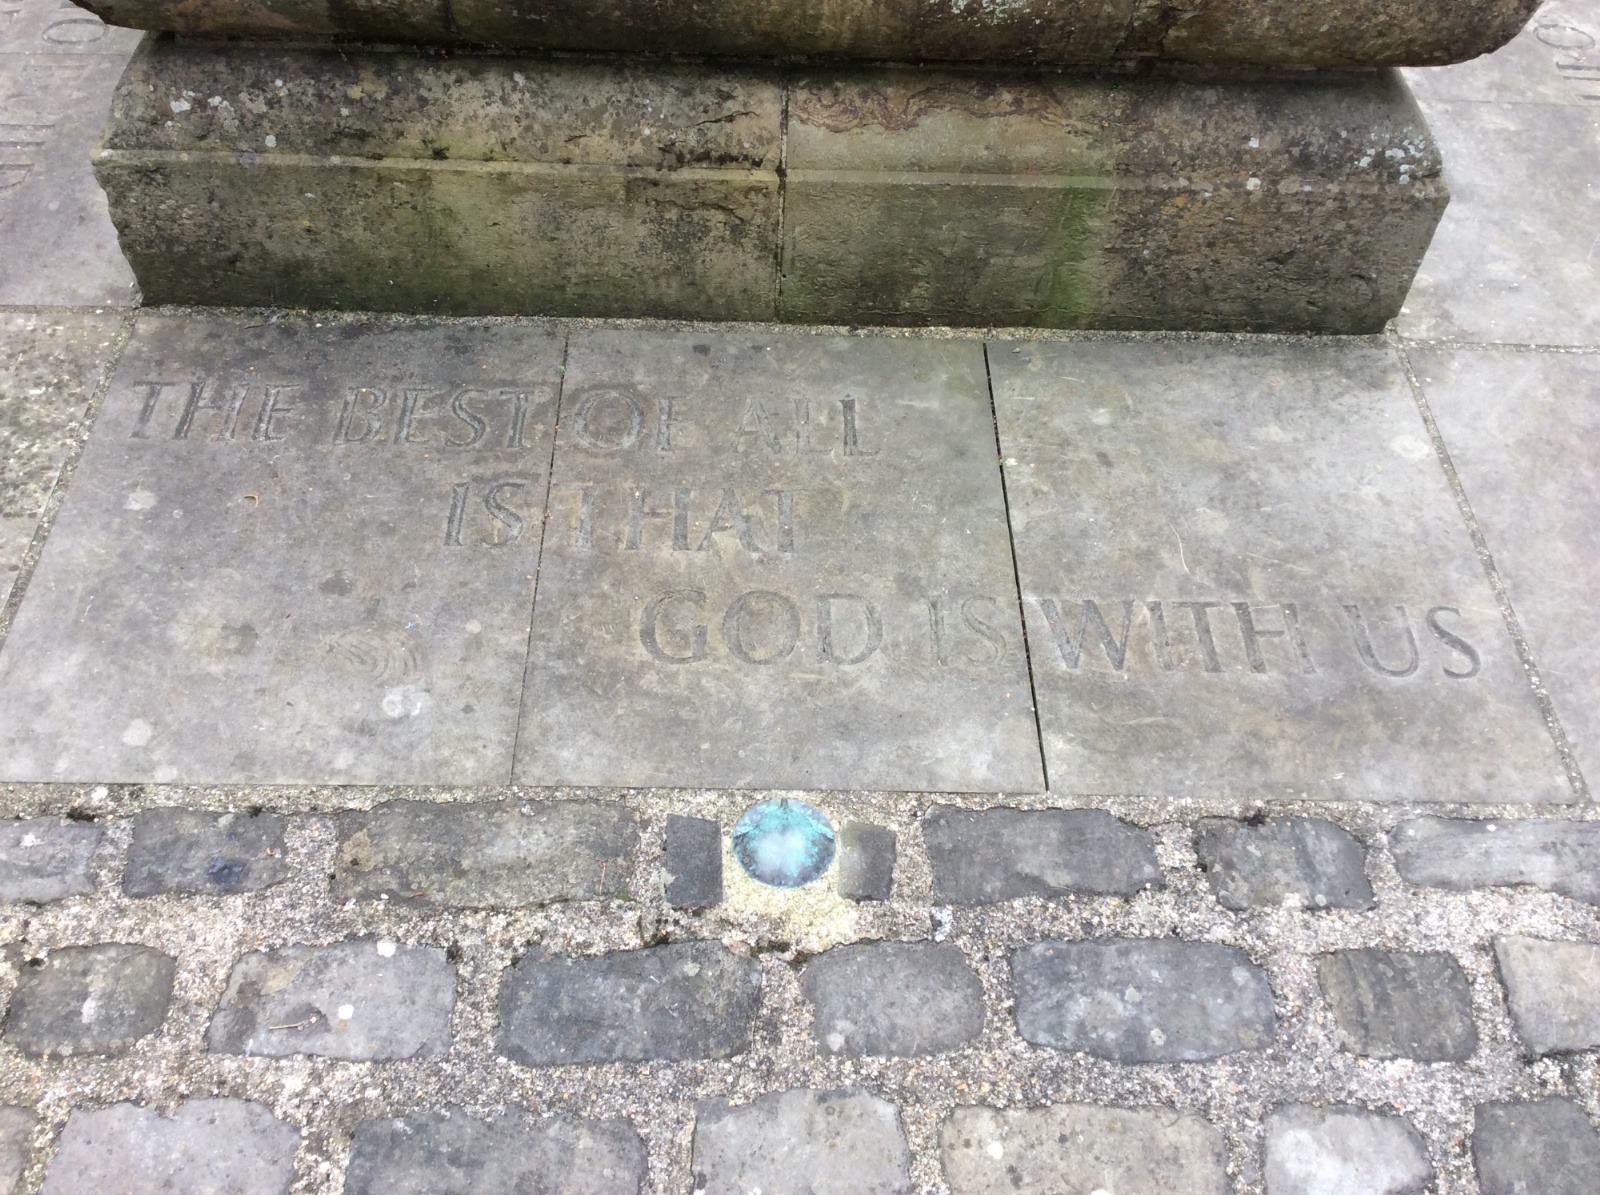 THE BEST OF ALL
IS THAT
GOD IS WITH US